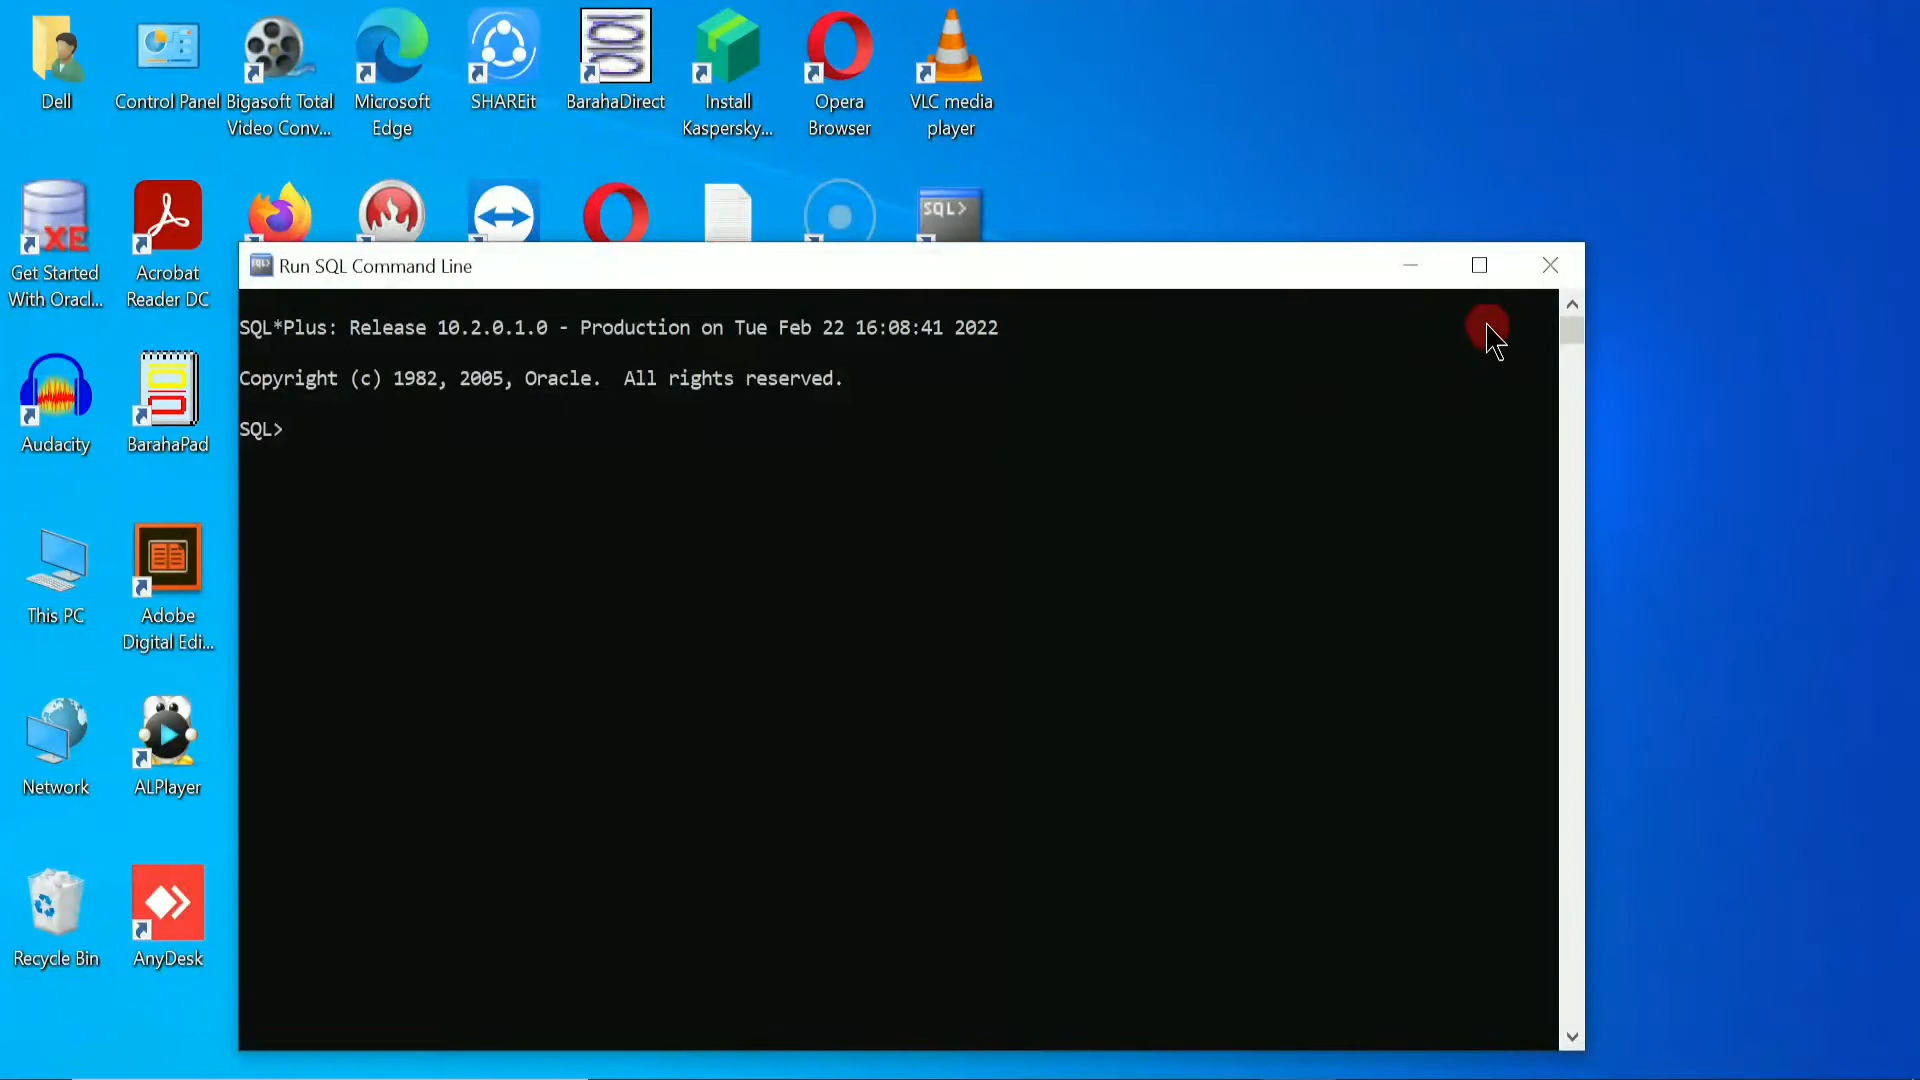 Dell
Control Panel
Bigasoft Total
Video Conv...
Microsoft
Edge
SHAREit
BarahaDirect
Install
Kaspersky...
Opera
Browser
VLC media
player
XE
Get Started
With Oracl...
Acrobat
Reader DC
SQL>
Run SQL Command Line
SQL*Plus: Release 10.2.0.1.0 - Production on Tue Feb 22 16:08:41 2022
Copyright (c) 1982, 2005, Oracle.  All rights reserved.
SQL>
Audacity
BarahaPad
This PC
Adobe
Digital Edi...
Network
ALPlayer
Recycle Bin
AnyDesk